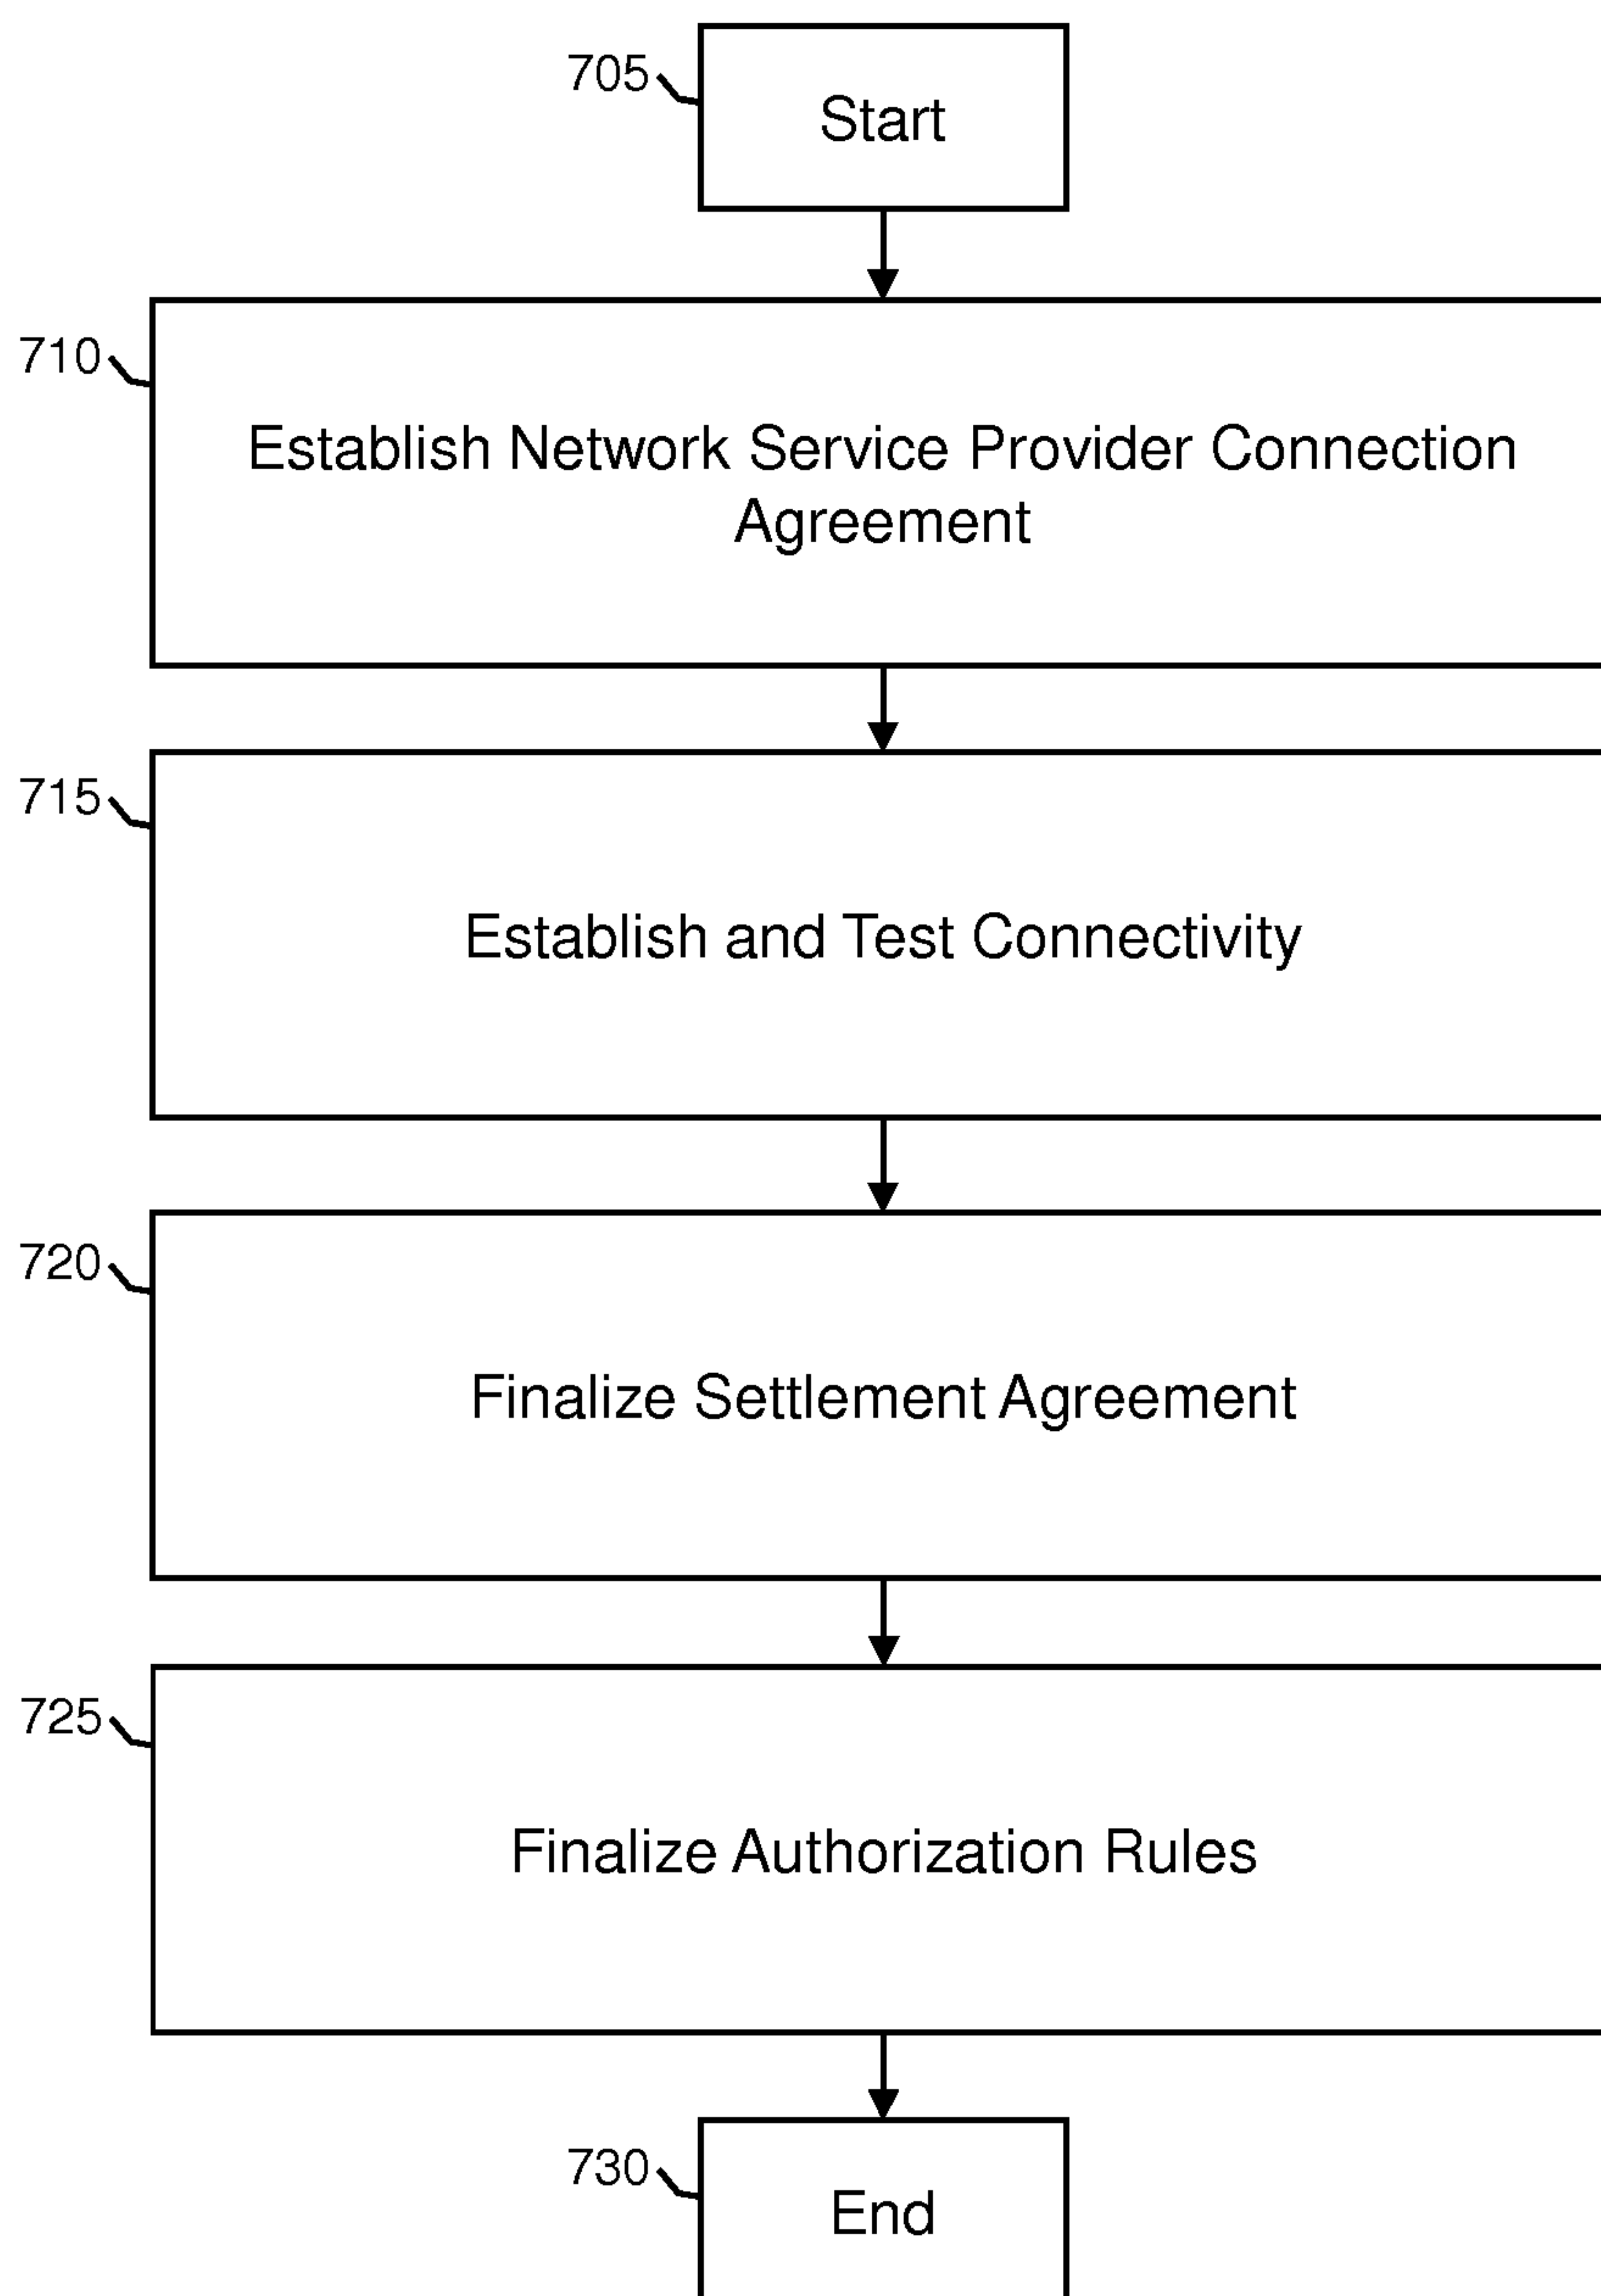 705
Start
710
Establish Network Service Provider Connection
Agreement
715
Establish and Test Connectivity
720
Finalize Settlement Agreement
725
Finalize Authorization Rules
730
End